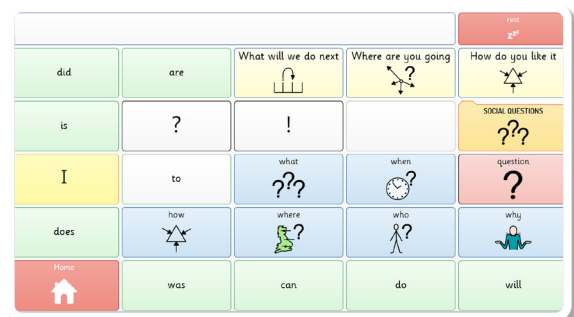 rest
zzz
did
are
What will we do next
Where are you going
How do you like it
is
?
!
SOCIAL QUESTIONS
???
I
to
what
???
when
?
question
?
does
how
where
?
who
?
why
Home
was
can
do
will